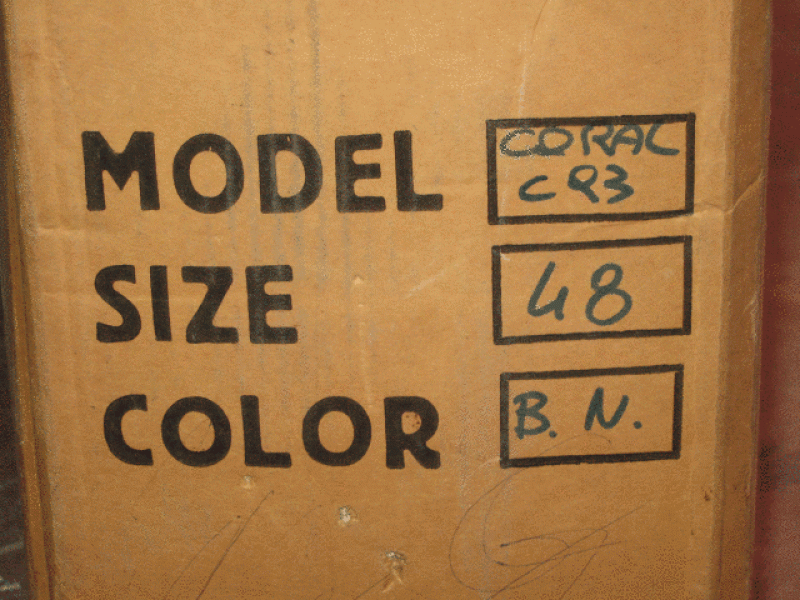 MODEL CORAL
C93
SIZE 48
COLOR B. N.